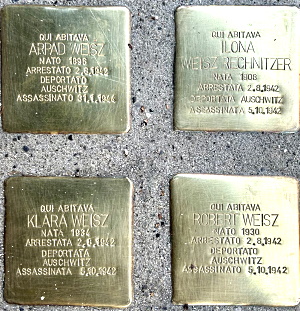 QUI ABITAVA
ARPAD WEISZ
NATO 1896
ARRESTATO 2.8.1942
DEPORTATO
AUSCHWITZ
ASSASSINATO 31.1.1944
QUI ABITAVA
ILONA
WEISZ RECHNITZER
NATA 1908
ARRESTATA 2.8.1942
DEPORTATA AUSCHWITZ
ASSASSINATA 5.10.1942
QUI ABITAVA
KLARA WEISZ
NATA 1934
ARRESTATA 2.8.1942
DEPORTATA
AUSCHWITZ
ASSASSINATA 5.10.1942
QUI ABITAVA
ROBERT WEISZ
NATO 1930
ARRESTATO 2.8.1942
DEPORTATO
AUSCHWITZ
ASSASSINATO 5.10.1942